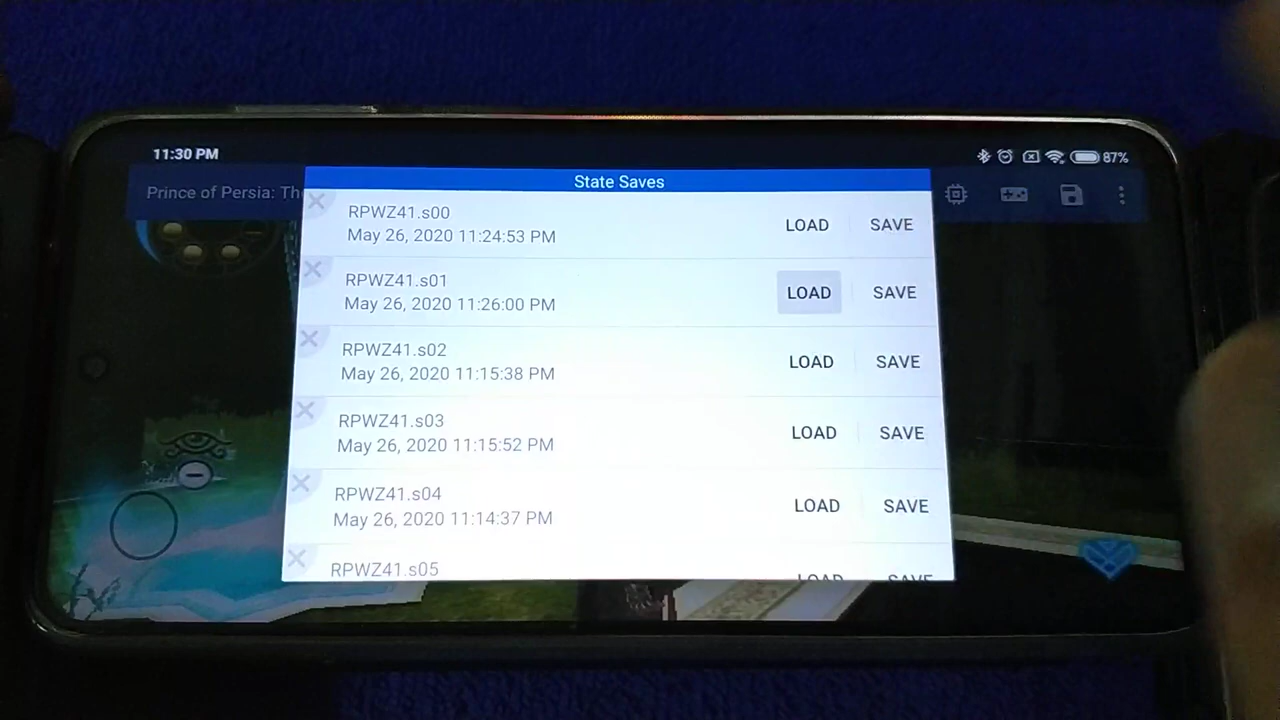 11:30 PM
87%
Prince of Persia: Th
State Saves
RPWZ41.s00
May 26, 2020 11:24:53 PM
LOAD
SAVE
RPWZ41.s01
May 26, 2020 11:26:00 PM
LOAD
SAVE
RPWZ41.s02
May 26, 2020 11:15:38 PM
LOAD
SAVE
RPWZ41.s03
May 26, 2020 11:15:52 PM
LOAD
SAVE
RPWZ41.s04
May 26, 2020 11:14:37 PM
LOAD
SAVE
RPWZ41.s05
LOAD
SAVE